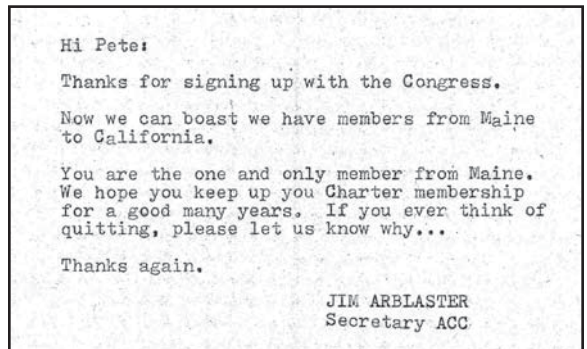 Hi Pete:
Thanks for signing up with the Congress.
Now we can boast we have members from Maine
to California.
You are the one and only member from Maine.
We hope you keep up you Charter membership
for a good many years. If you ever think of
quitting, please let us know why...
Thanks again.
JIM ARBLASTER
Secretary ACC